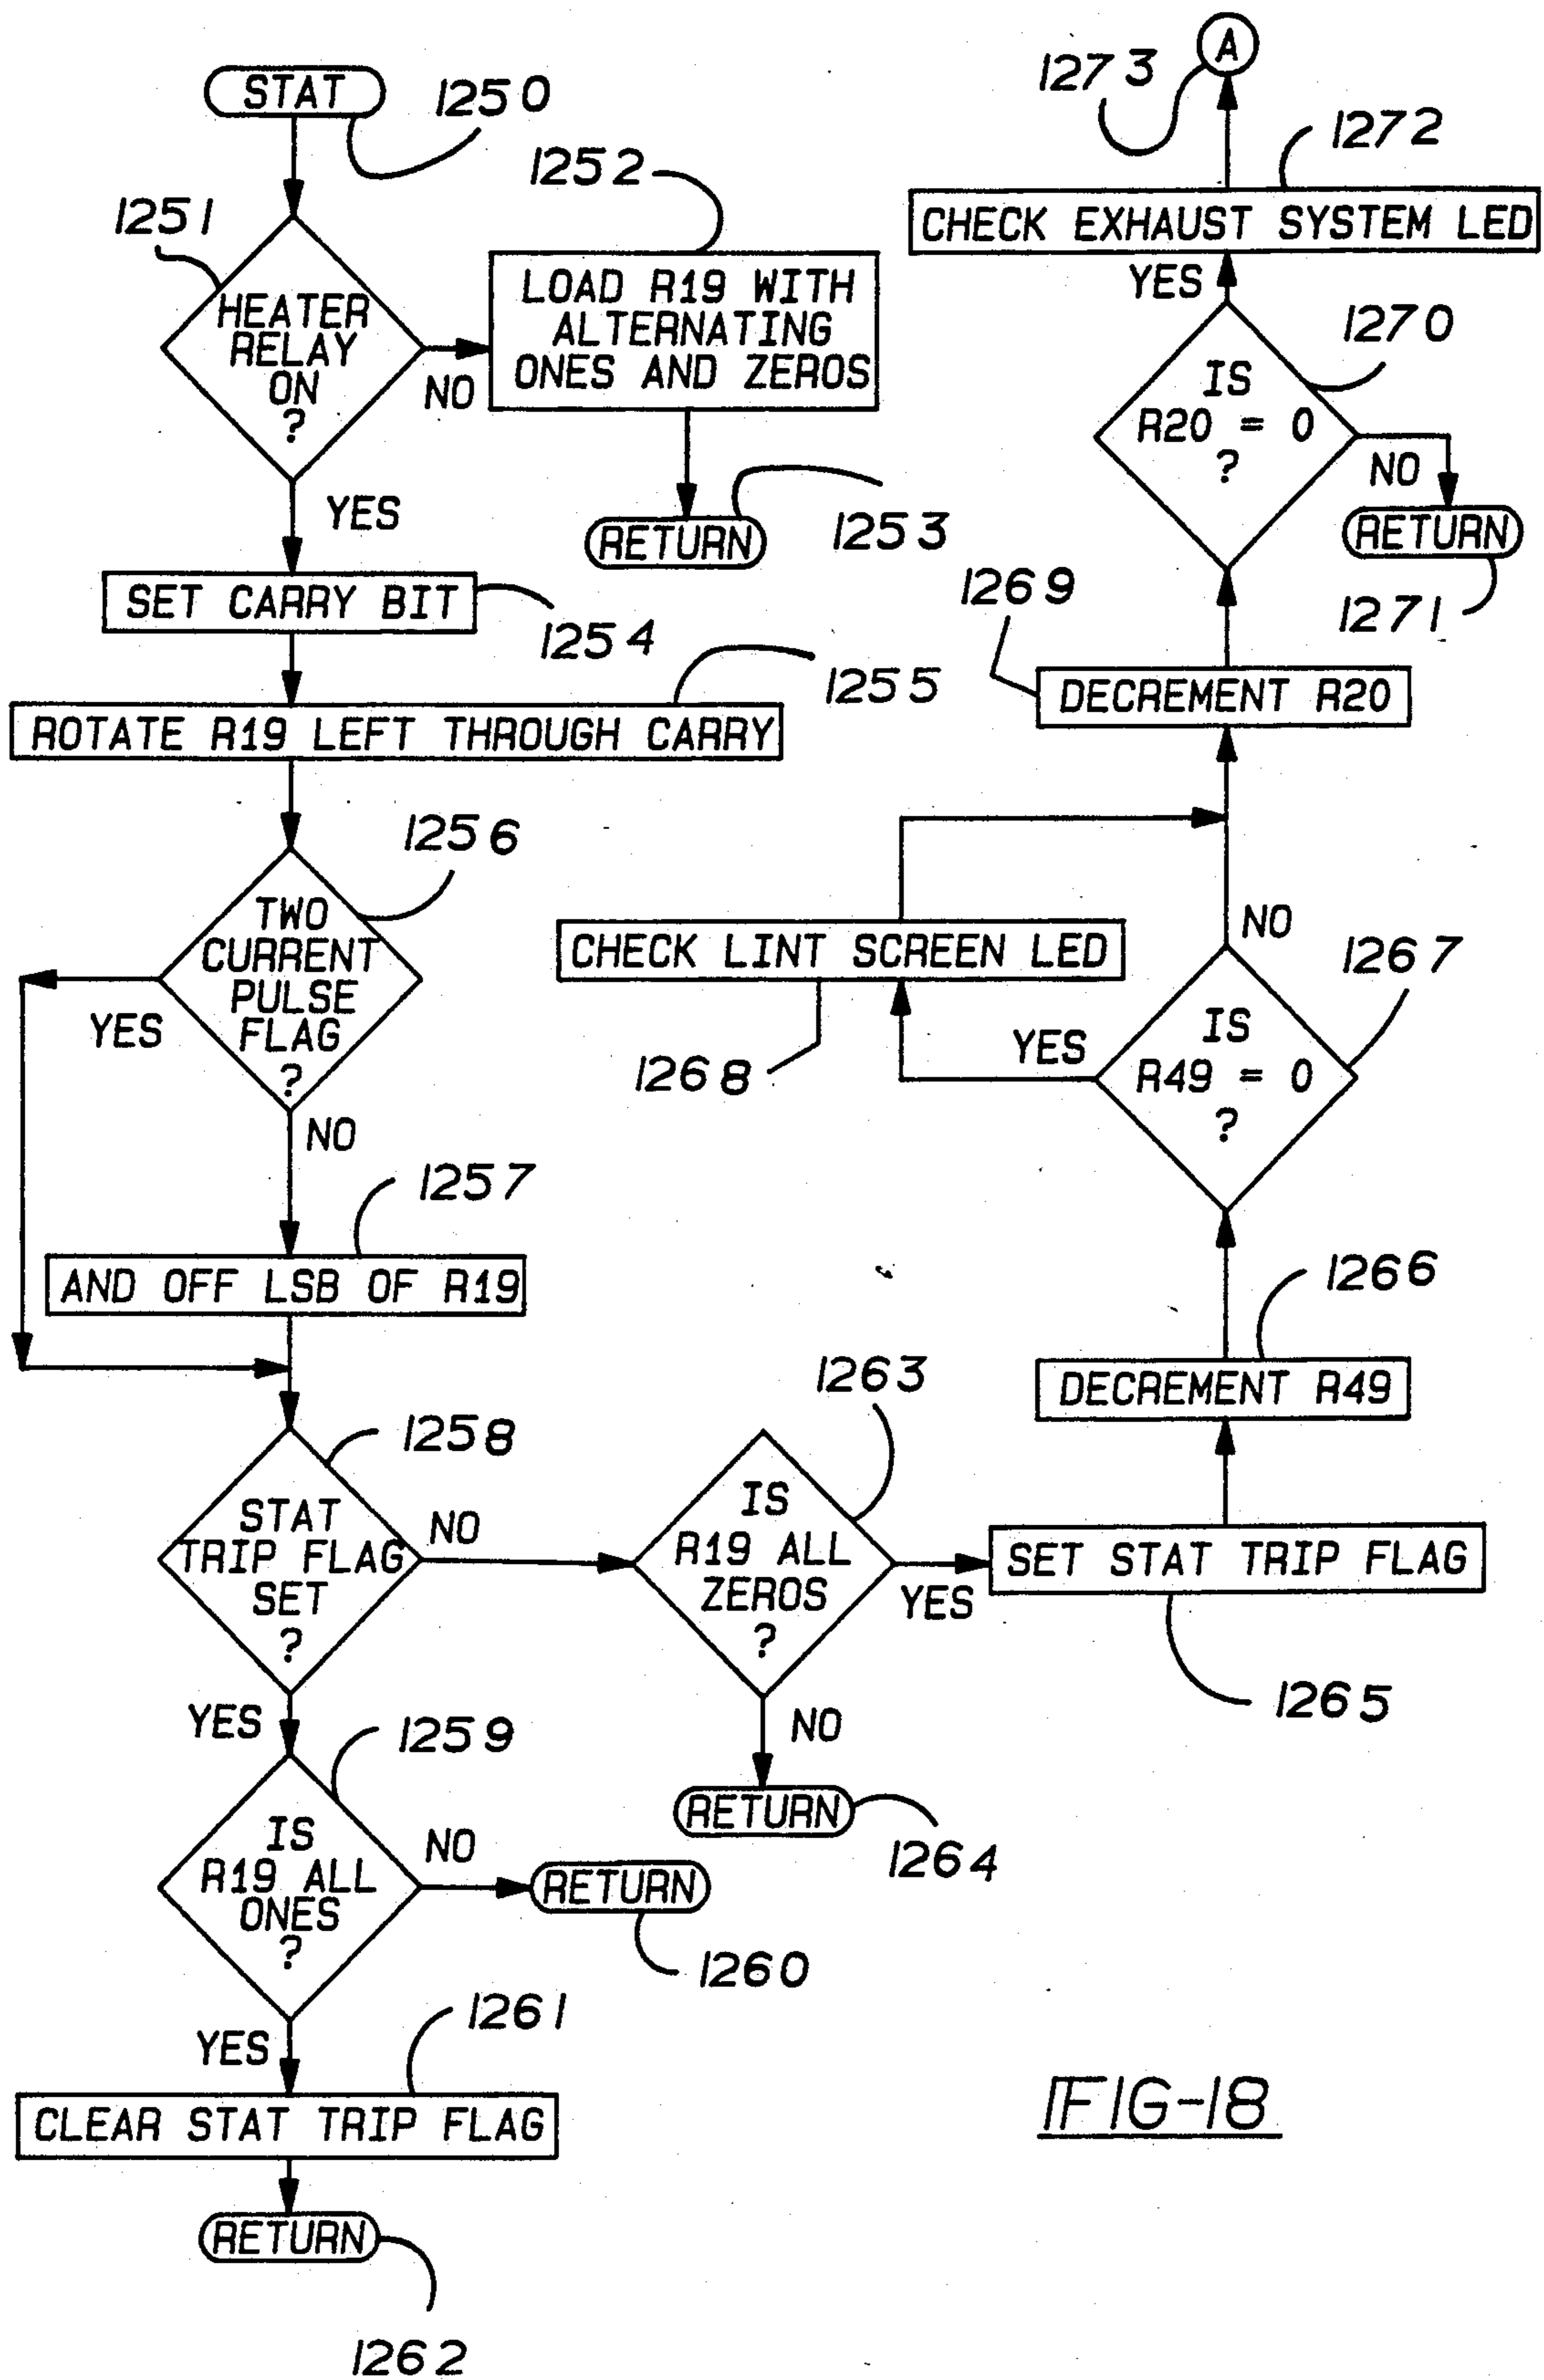 STAT
1250
1251
HEATER
RELAY
ON
?
NO
1252
LOAD R19 WITH
ALTERNATING
ONES AND ZEROS
RETURN
1253
YES
SET CARRY BIT
1254
1255
ROTATE R19 LEFT THROUGH CARRY
1256
TWO
CURRENT
PULSE
FLAG
?
YES
NO
1257
AND OFF LSB OF R19
1258
STAT
TRIP FLAG
SET
?
NO
YES
1259
IS
R19 ALL
ONES
?
NO
RETURN
1260
YES
1261
CLEAR STAT TRIP FLAG
RETURN
1262
1263
IS
R19 ALL
ZEROS
?
NO
RETURN
1264
YES
SET STAT TRIP FLAG
1265
DECREMENT R49
1266
IS
R49 = 0
?
1267
YES
NO
CHECK LINT SCREEN LED
1268
DECREMENT R20
1269
IS
R20 = 0
?
1270
NO
RETURN
1271
YES
CHECK EXHAUST SYSTEM LED
1272
A
1273
FIG-18